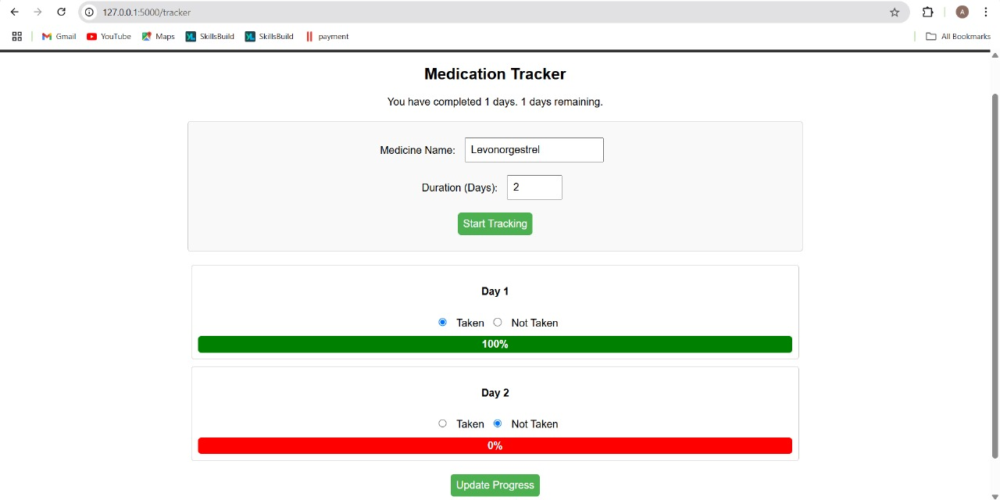 127.0.0.1:5000/tracker
A
Gmail YouTube Maps SkillsBuild SkillsBuild payment All Bookmarks
Medication Tracker
You have completed 1 days. 1 days remaining.
Medicine Name: Levonorgestrel
Duration (Days): 2
Start Tracking
Day 1
Taken Not Taken
100%
Day 2
Taken Not Taken
0%
Update Progress